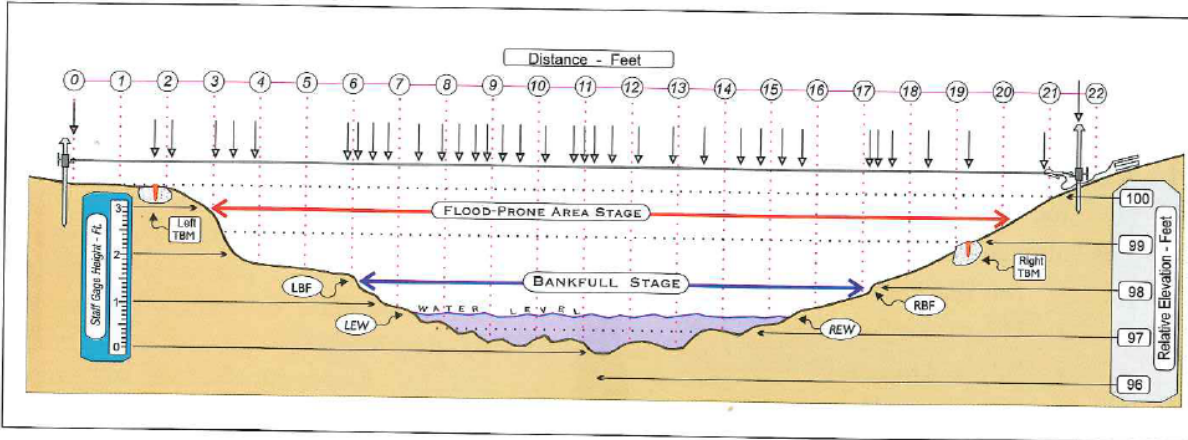 Distance - Feet
0 1 2 3 4 5 6 7 8 9 10 11 12 13 14 15 16 17 18 19 20 21 22
FLOOD-PRONE AREA STAGE
BANKFULL STAGE
WATER LEVEL
Left
TBM
LBF
LEW
REW
RBF
Right
TBM
Staff Gage Height - Ft.
3
2
1
0
Relative Elevation - Feet
100
99
98
97
96